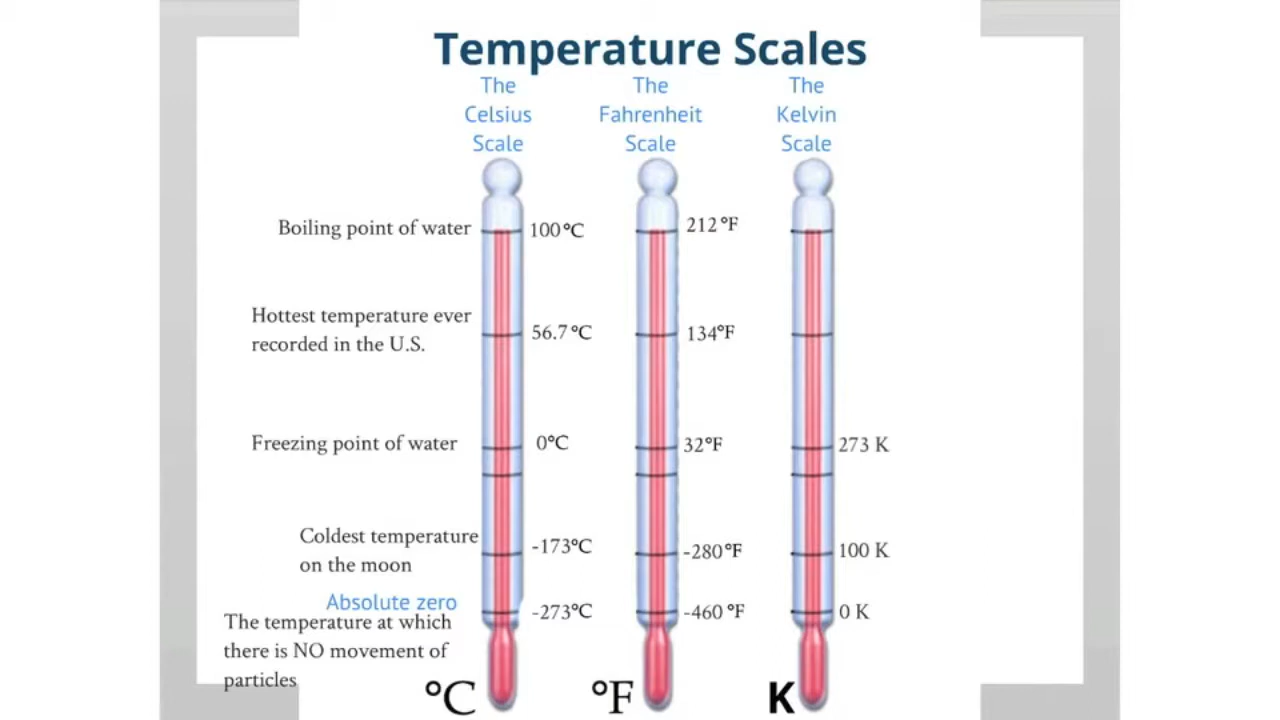 Temperature Scales
The
Celsius
Scale
The
Fahrenheit
Scale
The
Kelvin
Scale
Boiling point of water
100°C
212°F
Hottest temperature ever
recorded in the U.S.
56.7°C
134°F
Freezing point of water
0°C
32°F
273 K
Coldest temperature
on the moon
-173°C
-280°F
100 K
Absolute zero
The temperature at which
there is NO movement of
particles
-273°C
-460 °F
0 K
°C
°F
K